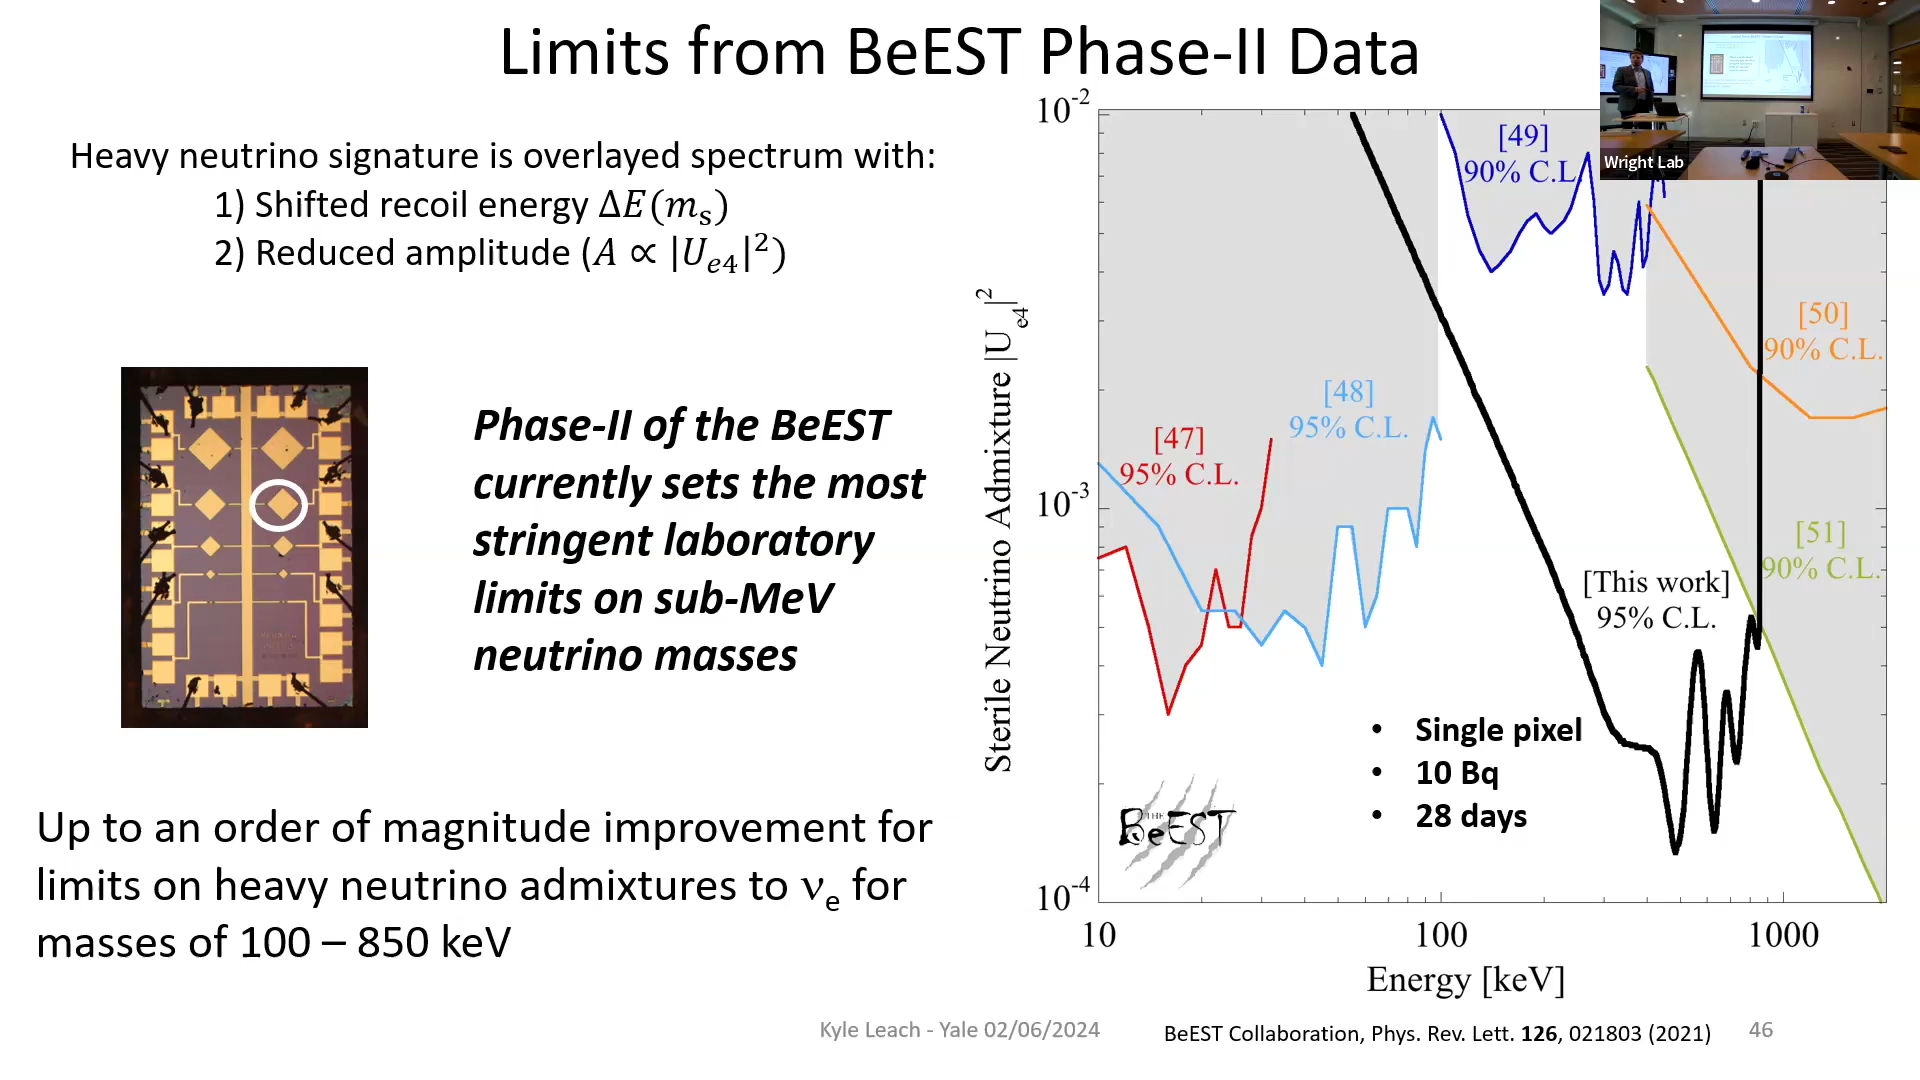 Limits from BeEST Phase-II Data
Wright Lab
Heavy neutrino signature is overlayed spectrum with:
1) Shifted recoil energy Δ𝐸(𝑚ₛ)
2) Reduced amplitude (𝐴 ∝ |𝑈ₑ₄|²)
Phase-II of the BeEST
currently sets the most
stringent laboratory
limits on sub-MeV
neutrino masses
Up to an order of magnitude improvement for
limits on heavy neutrino admixtures to νₑ for
masses of 100 – 850 keV
Sterile Neutrino Admixture |Uₑ₄|²
10⁻²
10⁻³
10⁻⁴
[47]
95% C.L.
[48]
95% C.L.
[49]
90% C.L.
[50]
90% C.L.
[51]
90% C.L.
[This work]
95% C.L.
• Single pixel
• 10 Bq
• 28 days
THE
BeEST
10
100
1000
Energy [keV]
Kyle Leach - Yale 02/06/2024
BeEST Collaboration, Phys. Rev. Lett. 126, 021803 (2021)
46